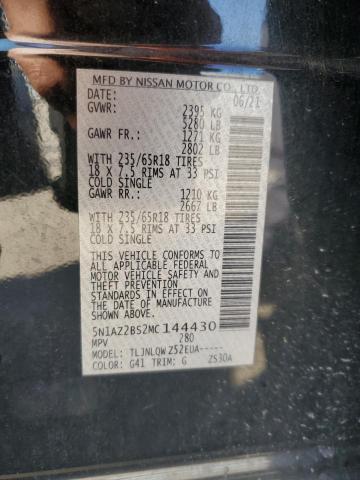 MFD BY NISSAN MOTOR CO., LTD.
DATE: 06/21
GVWR: 2395 KG
5280 LB
GAWR FR.: 1271 KG
2802 LB
WITH 235/65R18 TIRES
18 X 7.5 RIMS AT 33 PSI
COLD SINGLE
GAWR RR: 1210 KG
2667 LB
WITH 235/65R18 TIRES
18 X 7.5 RIMS AT 33 PSI
COLD SINGLE
THIS VEHICLE CONFORMS TO
ALL APPLICABLE FEDERAL
MOTOR VEHICLE SAFETY AND
THEFT PREVENTION
STANDARDS IN EFFECT ON
THE DATE OF MANUFACTURE
SHOWN ABOVE.
5N1AZ2BS2MC144430
MPV 280
MODEL: TLJNLQW Z52EUA-----
COLOR: G41 TRIM: G ZS30A